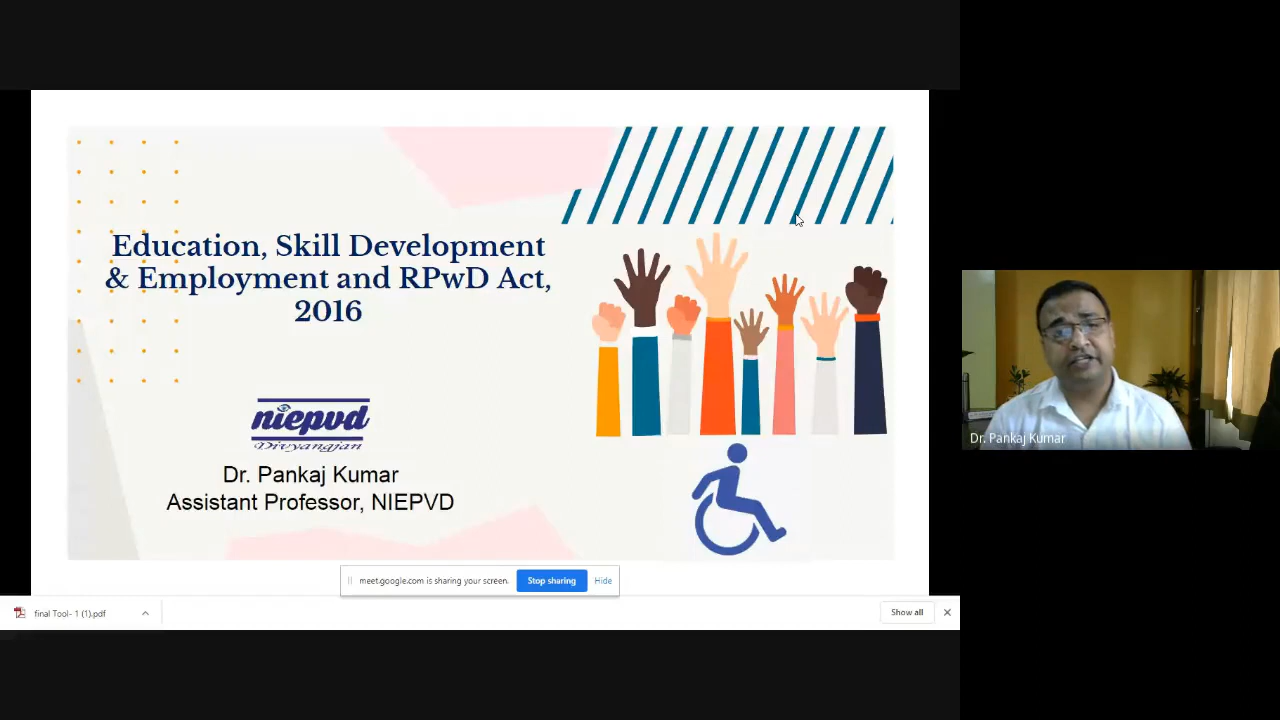 Education, Skill Development
& Employment and RPwD Act,
2016
niepvd
Divyangjan
Dr. Pankaj Kumar
Assistant Professor, NIEPVD
meet.google.com is sharing your screen.
Stop sharing
Hide
final Tool- 1 (1).pdf
Show all
Dr. Pankaj Kumar